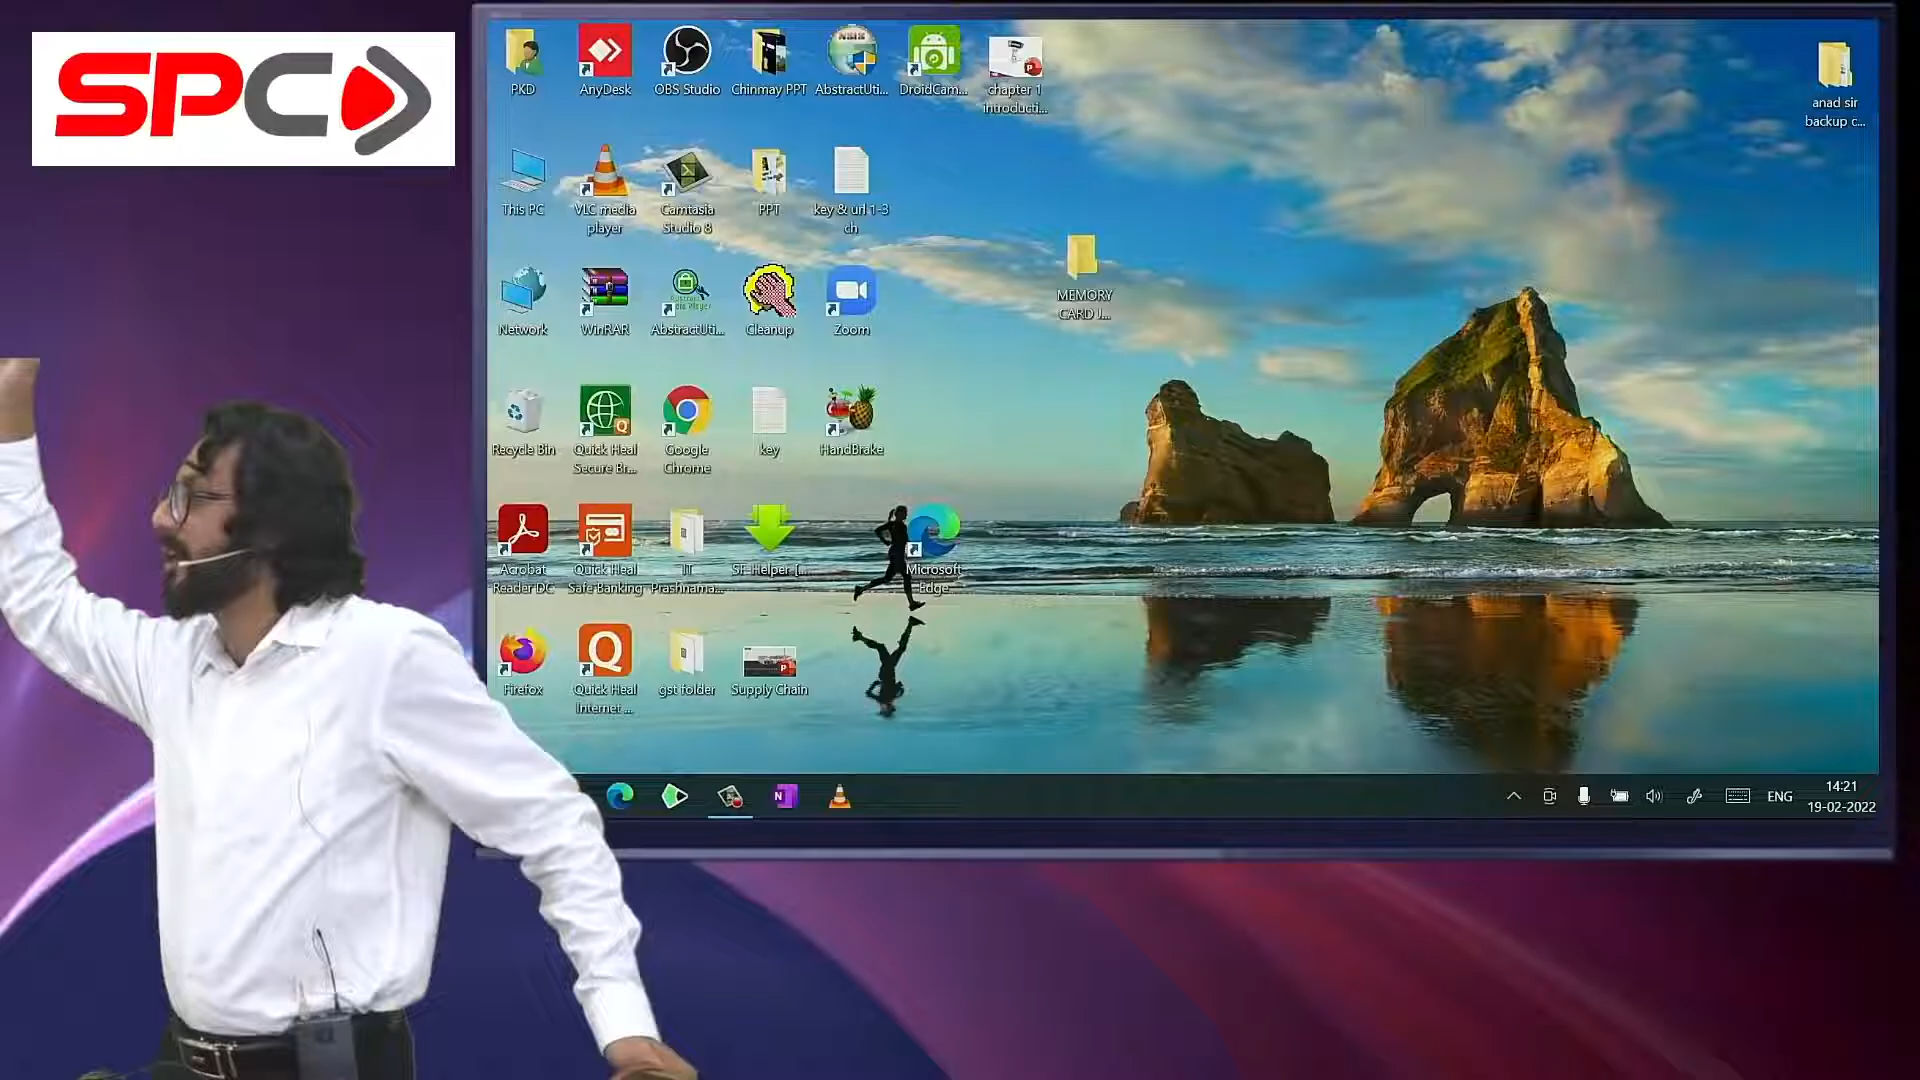 SPC
PKD
AnyDesk
OBS Studio
Chinmay PPT
AbstractUti...
DroidCam...
chapter 1
introducti...
anad sir
backup c...
This PC
VLC media
player
Camtasia
Studio 8
PPT
key & url 1-3
ch
MEMORY
CARD J...
Network
WinRAR
AbstractUti...
Cleanup
Zoom
Recycle Bin
Quick Heal
Secure Br...
Google
Chrome
key
HandBrake
Acrobat
Reader DC
Quick Heal
Safe Banking
IT
Prashnama...
SF-Helper [...
Microsoft
Edge
Firefox
Quick Heal
Internet ...
gst folder
Supply Chain
ENG
14:21
19-02-2022